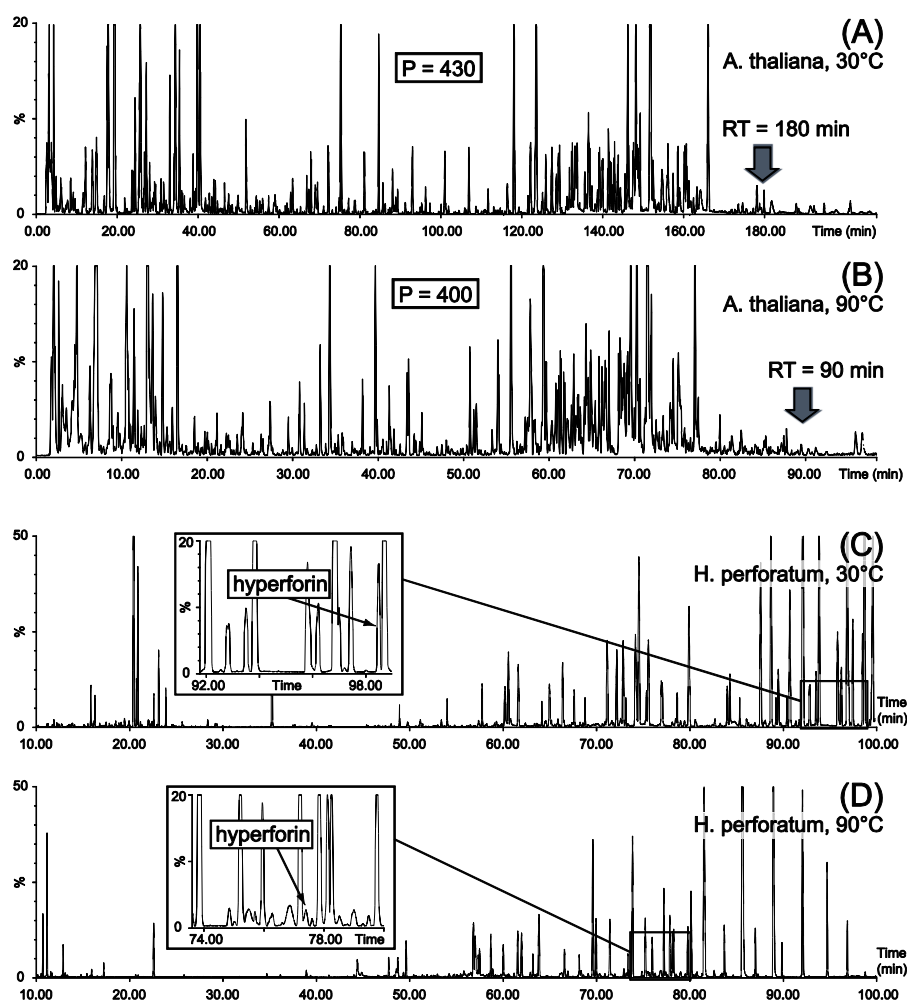 20
(A)
P = 430
A. thaliana, 30°C
%
RT = 180 min
0
0.00 20.00 40.00 60.00 80.00 100.00 120.00 140.00 160.00 180.00 Time (min)
20
(B)
P = 400
A. thaliana, 90°C
%
RT = 90 min
0
0.00 10.00 20.00 30.00 40.00 50.00 60.00 70.00 80.00 90.00 Time (min)
50
(C)
H. perforatum, 30°C
20
hyperforin
%
0
92.00 Time 98.00
%
Time
(min)
0
10.00 20.00 30.00 40.00 50.00 60.00 70.00 80.00 90.00 100.00
50
(D)
H. perforatum, 90°C
20
hyperforin
%
0
74.00 78.00 Time
%
Time
(min)
0
10.00 20.00 30.00 40.00 50.00 60.00 70.00 80.00 90.00 100.00